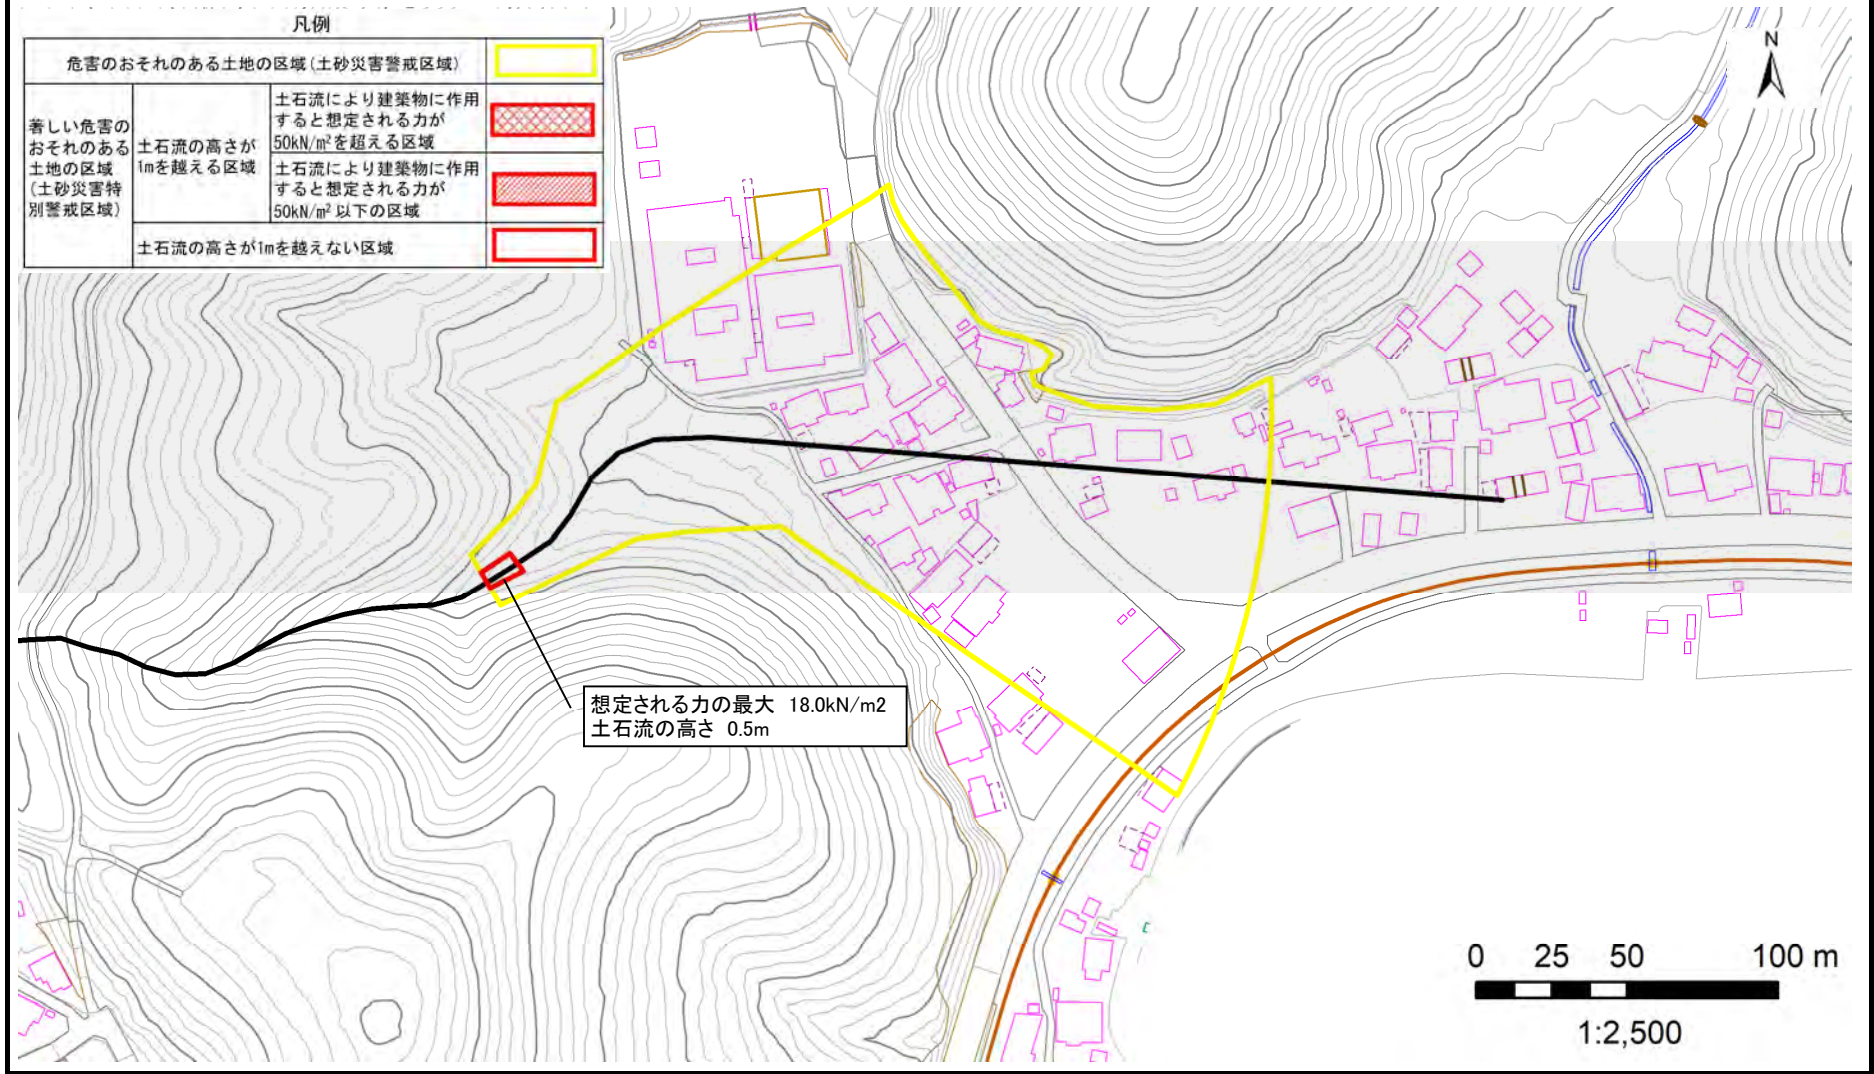 凡例
危害のおそれのある土地の区域(土砂災害警戒区域)
著しい危害の
おそれのある
土地の区域
(土砂災害特
別警戒区域)
土石流の高さが
1mを越える区域
土石流により建築物に作用
すると想定される力が
50kN/m²を超える区域
土石流により建築物に作用
すると想定される力が
50kN/m²以下の区域
土石流の高さが1mを越えない区域
N
想定される力の最大 18.0kN/m2
土石流の高さ 0.5m
0 25 50 100 m
1:2,500